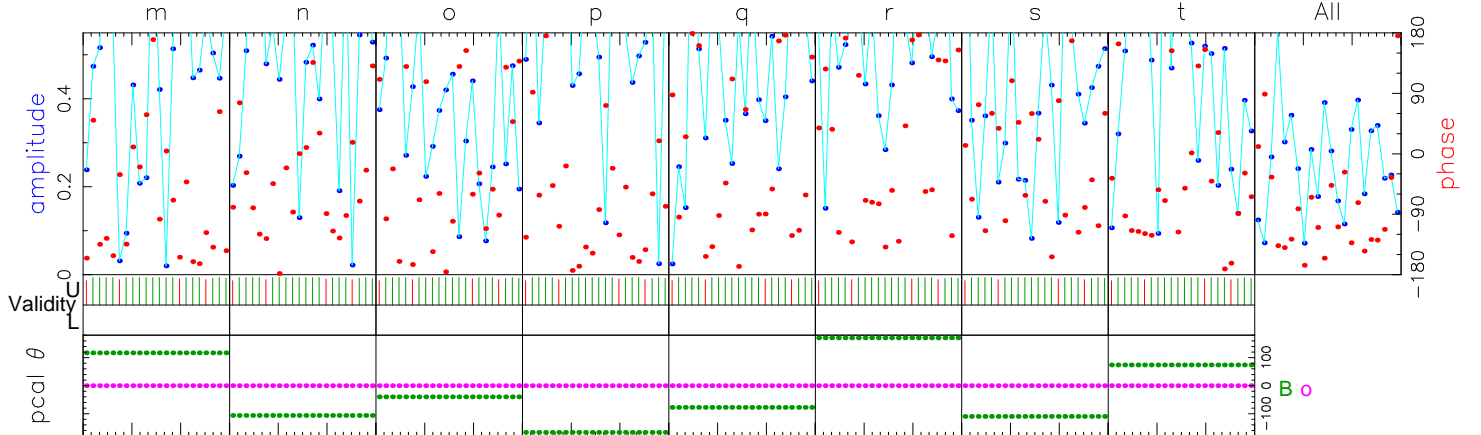 m n o p q r s t All
amplitude
0 0.2 0.4
phase
−180 −90 0 90 180
U
Validity
L
pcal θ
−100 0 100
B o